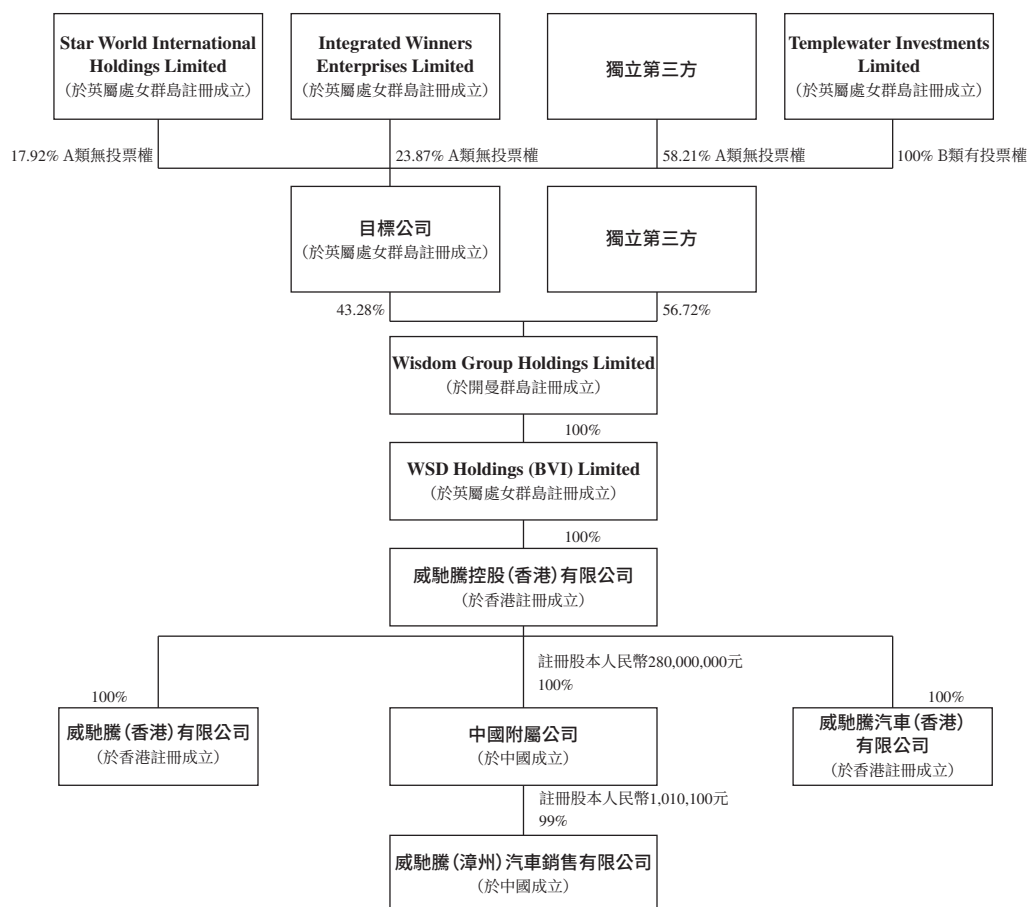 Star World International
Holdings Limited
(於英屬處女群島註冊成立)
Integrated Winners
Enterprises Limited
(於英屬處女群島註冊成立)
獨立第三方
Templewater Investments
Limited
(於英屬處女群島註冊成立)
17.92% A類無投票權
23.87% A類無投票權
58.21% A類無投票權
100% B類有投票權
目標公司
(於英屬處女群島註冊成立)
獨立第三方
43.28%
56.72%
Wisdom Group Holdings Limited
(於開曼群島註冊成立)
100%
WSD Holdings (BVI) Limited
(於英屬處女群島註冊成立)
100%
威馳騰控股(香港)有限公司
(於香港註冊成立)
註冊股本人民幣280,000,000元
100%
100%
100%
威馳騰(香港)有限公司
(於香港註冊成立)
中國附屬公司
(於中國成立)
威馳騰汽車(香港)
有限公司
(於香港註冊成立)
註冊股本人民幣1,010,100元
99%
威馳騰(漳州)汽車銷售有限公司
(於中國成立)